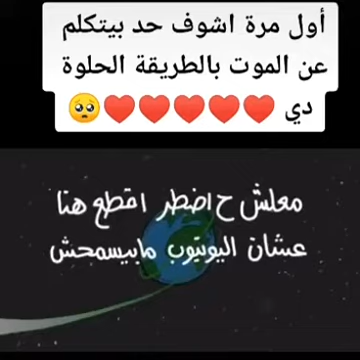 أول مرة اشوف حد بيتكلم
عن الموت بالطريقة الحلوة
دي ♥️♥️♥️♥️♥️🥺
معلش ح اضطر اقطع هنا
عشان اليوتيوب مابيسمحش